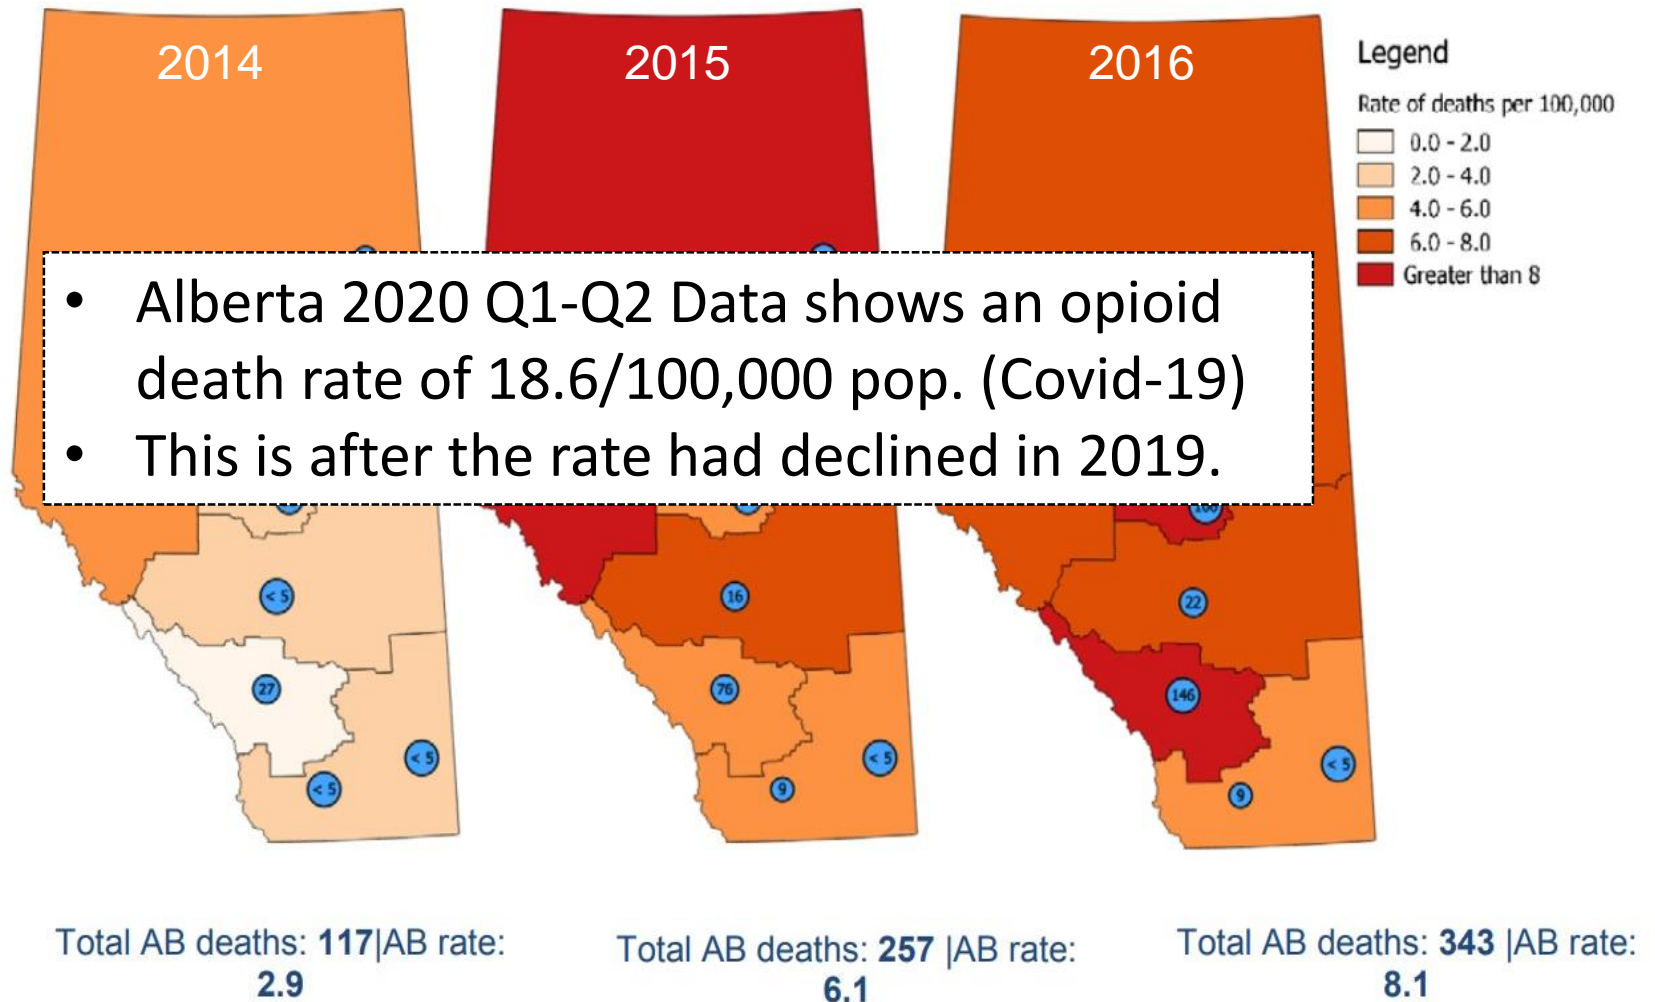 2014
2015
2016
Legend
Rate of deaths per 100,000
0.0 - 2.0
2.0 - 4.0
4.0 - 6.0
6.0 - 8.0
Greater than 8
• Alberta 2020 Q1-Q2 Data shows an opioid
death rate of 18.6/100,000 pop. (Covid-19)
• This is after the rate had declined in 2019.
< 5
27
< 5
< 5
16
76
< 5
9
22
146
< 5
9
Total AB deaths: 117|AB rate:
2.9
Total AB deaths: 257 |AB rate:
6.1
Total AB deaths: 343 |AB rate:
8.1